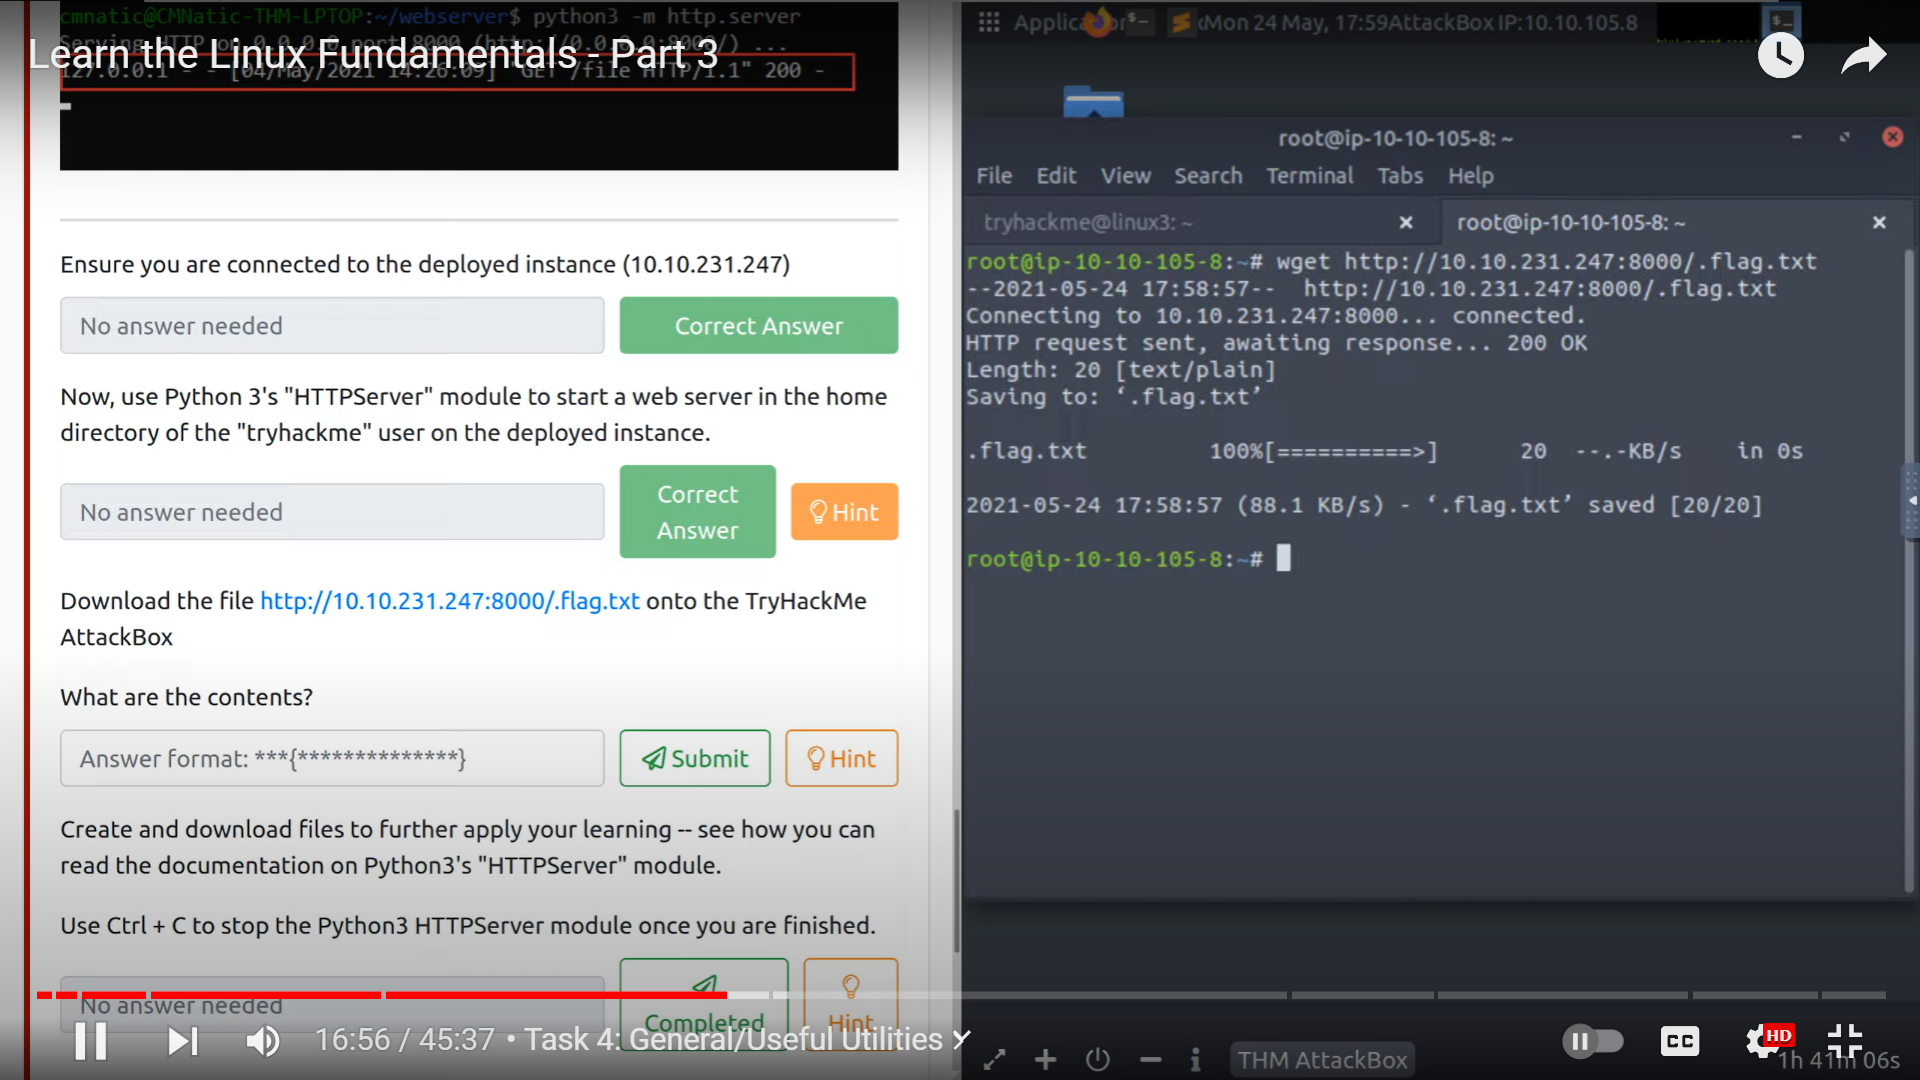 cmnatic@CMNatic-THM-LPTOP:~/webserver$ python3 -m http.server
Serving HTTP on 0.0.0.0 port 8000 (http://0.0.0.0:8000/) ...
Learn the Linux Fundamentals - Part 3
127.0.0.1 - - [04/May/2021 14:26:09] "GET /file HTTP/1.1" 200 -
Ensure you are connected to the deployed instance (10.10.231.247)
No answer needed
Correct Answer
Now, use Python 3's "HTTPServer" module to start a web server in the home
directory of the "tryhackme" user on the deployed instance.
No answer needed
Correct
Answer
Hint
Download the file http://10.10.231.247:8000/.flag.txt onto the TryHackMe
AttackBox
What are the contents?
Answer format: ***{**************}
Submit
Hint
Create and download files to further apply your learning -- see how you can
read the documentation on Python3's "HTTPServer" module.
Use Ctrl + C to stop the Python3 HTTPServer module once you are finished.
No answer needed
Completed
Hint
16:56 / 45:37 • Task 4: General/Useful Utilities
Mon 24 May, 17:59 AttackBox IP:10.10.105.8
root@ip-10-10-105-8: ~
File Edit View Search Terminal Tabs Help
tryhackme@linux3: ~
root@ip-10-10-105-8: ~
root@ip-10-10-105-8:~# wget http://10.10.231.247:8000/.flag.txt
--2021-05-24 17:58:57-- http://10.10.231.247:8000/.flag.txt
Connecting to 10.10.231.247:8000... connected.
HTTP request sent, awaiting response... 200 OK
Length: 20 [text/plain]
Saving to: ‘.flag.txt’
.flag.txt 100%[==========>] 20 --.-KB/s in 0s
2021-05-24 17:58:57 (88.1 KB/s) - ‘.flag.txt’ saved [20/20]
root@ip-10-10-105-8:~#
THM AttackBox
CC
HD
1h 41m 06s